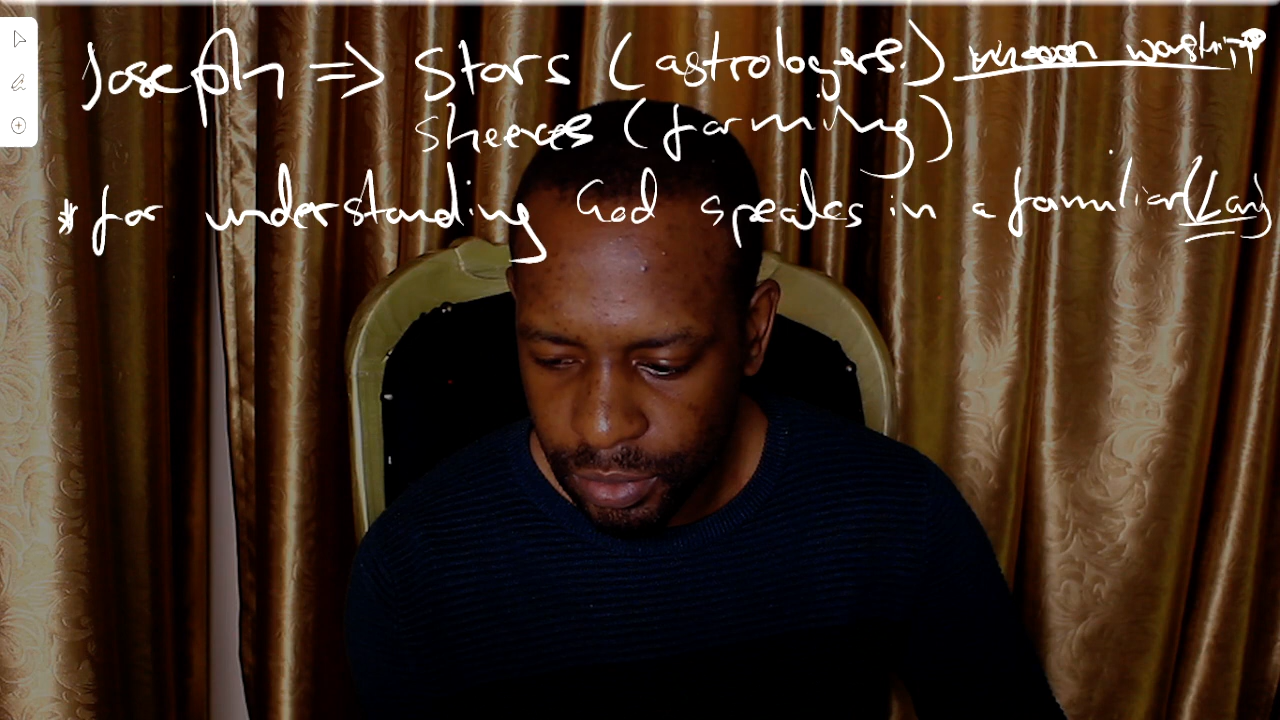 Joseph => Stars (astrologers.) moon worship
Sheeves (farming)
* for understanding God speaks in a familiar (Lang